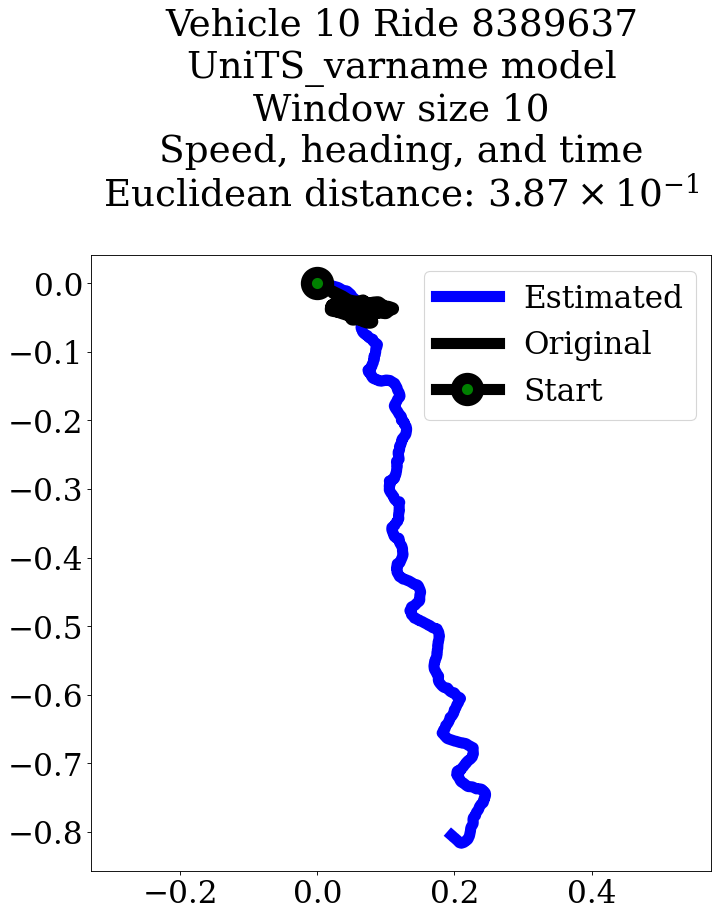 Vehicle 10 Ride 8389637
UniTS_varname model
Window size 10
Speed, heading, and time
Euclidean distance: 3.87 × 10⁻¹
Estimated
Original
Start
0.0
−0.1
−0.2
−0.3
−0.4
−0.5
−0.6
−0.7
−0.8
−0.2 0.0 0.2 0.4